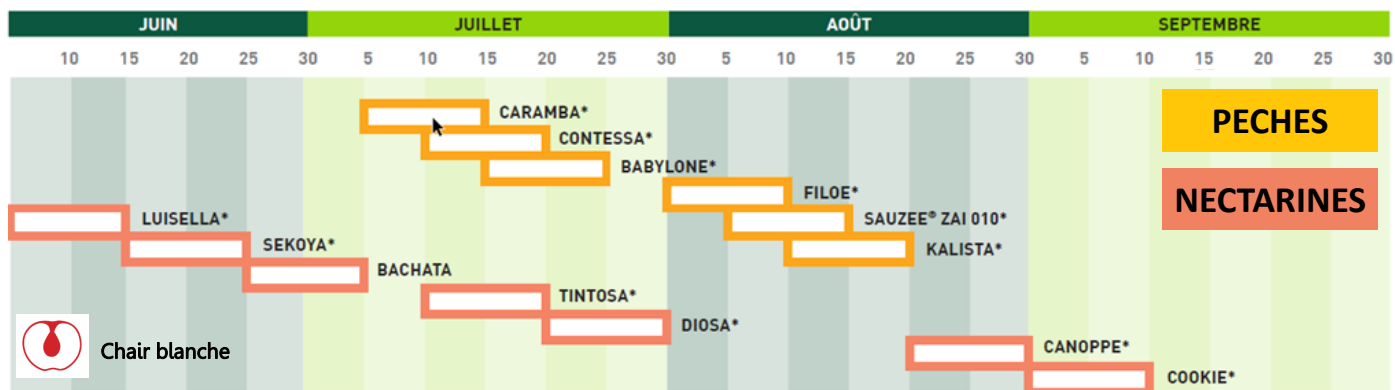 JUIN JUILLET AOÛT SEPTEMBRE
10 15 20 25 30 5 10 15 20 25 30 5 10 15 20 25 30 5 10 15 20 25 30
CARAMBA*
PECHES
CONTESSA*
BABYLONE*
FILOE*
NECTARINES
LUISELLA*
SAUZEE® ZAI 010*
SEKOYA*
KALISTA*
BACHATA
TINTOSA*
DIOSA*
Chair blanche
CANOPPE*
COOKIE*